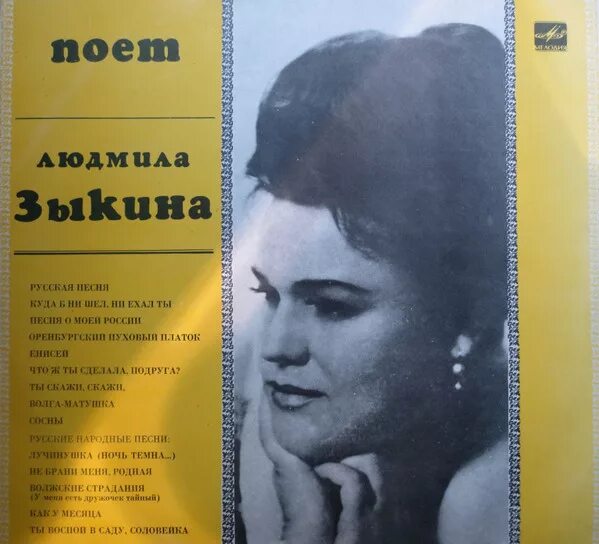 поет
МЕЛОДИЯ
людмила
Зыкина
РУССКАЯ ПЕСНЯ
КУДА Б НИ ШЕЛ, НИ ЕХАЛ ТЫ
ПЕСНЯ О МОЕЙ РОССИИ
ОРЕНБУРГСКИЙ ПУХОВЫЙ ПЛАТОК
ЕНИСЕЙ
ЧТО Ж ТЫ СДЕЛАЛА, ПОДРУГА?
ТЫ СКАЖИ, СКАЖИ,
ВОЛГА-МАТУШКА
СОСНЫ
РУССКИЕ НАРОДНЫЕ ПЕСНИ:
ЛУЧИНУШКА (НОЧЬ ТЕМНА...)
НЕ БРАНИ МЕНЯ, РОДНАЯ
ВОЛЖСКИЕ СТРАДАНИЯ
(У меня есть дружочек тайный)
КАК У МЕСЯЦА
ТЫ ВОСПОЙ В САДУ, СОЛОВЕЙКА